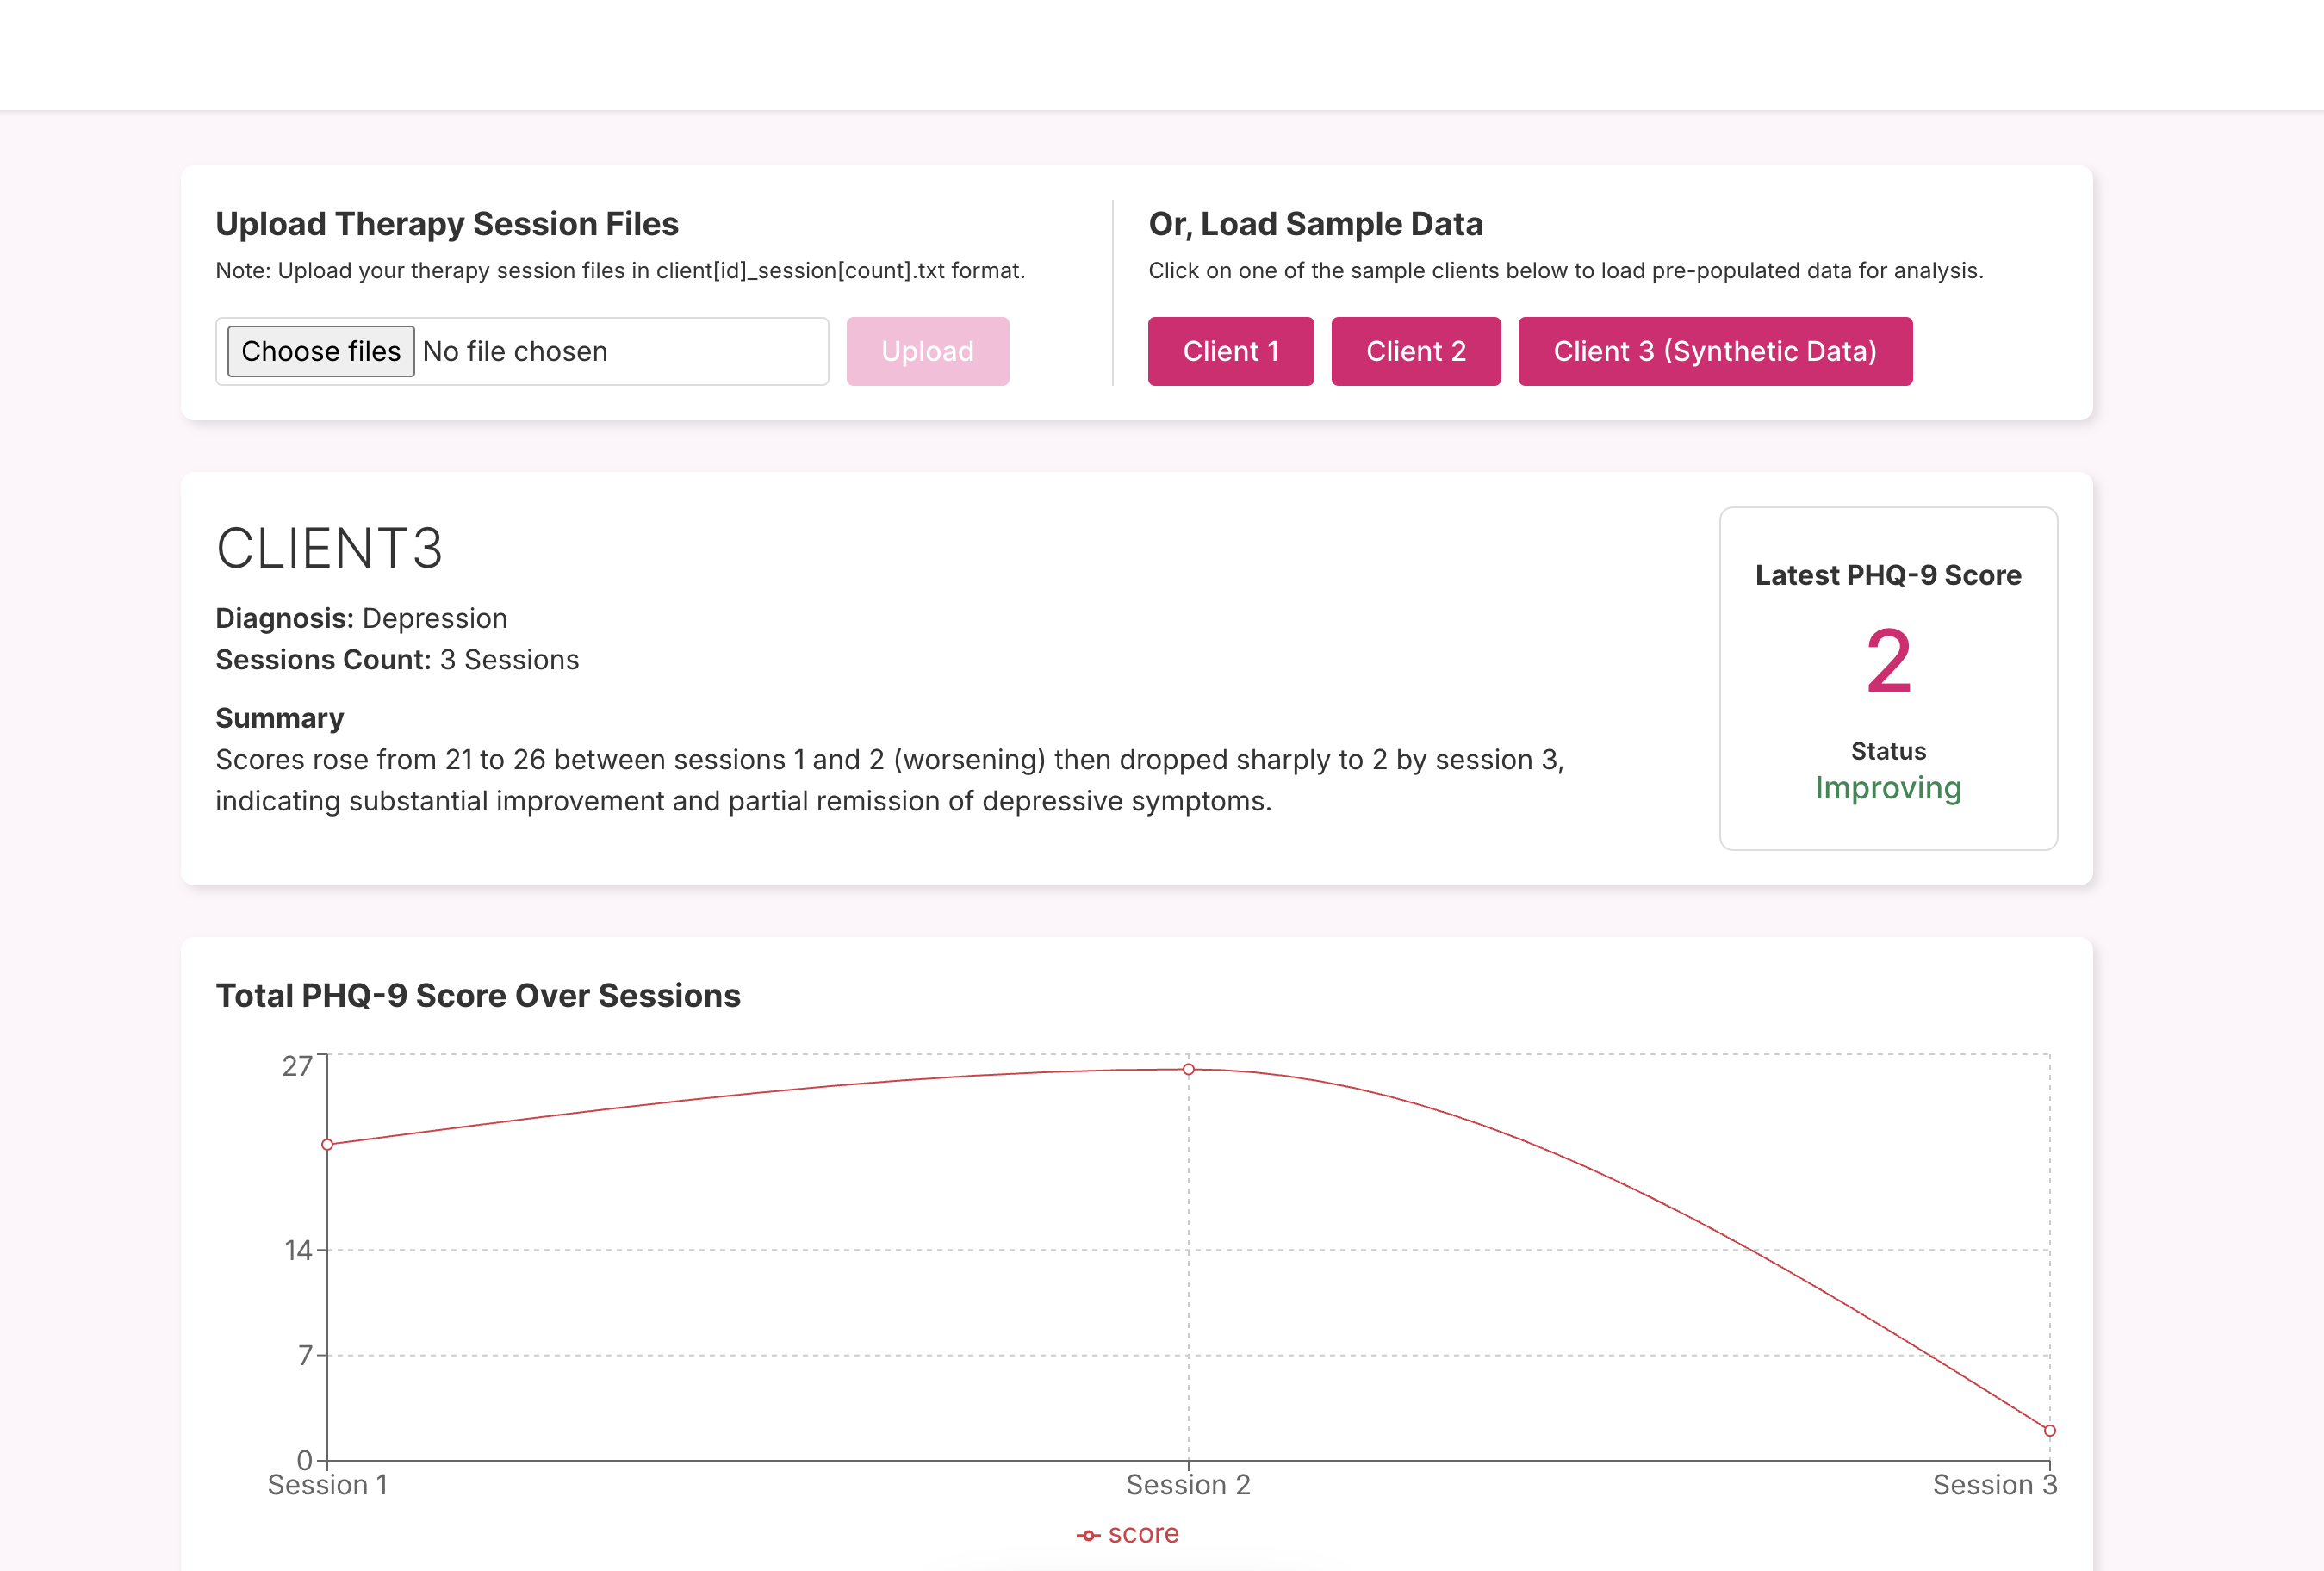 Upload Therapy Session Files
Note: Upload your therapy session files in client[id]_session[count].txt format.
Choose files No file chosen
Upload
Or, Load Sample Data
Click on one of the sample clients below to load pre-populated data for analysis.
Client 1
Client 2
Client 3 (Synthetic Data)
CLIENT3
Diagnosis: Depression
Sessions Count: 3 Sessions
Summary
Scores rose from 21 to 26 between sessions 1 and 2 (worsening) then dropped sharply to 2 by session 3,
indicating substantial improvement and partial remission of depressive symptoms.
Latest PHQ-9 Score
2
Status
Improving
Total PHQ-9 Score Over Sessions
27
14
7
0
Session 1
Session 2
Session 3
score